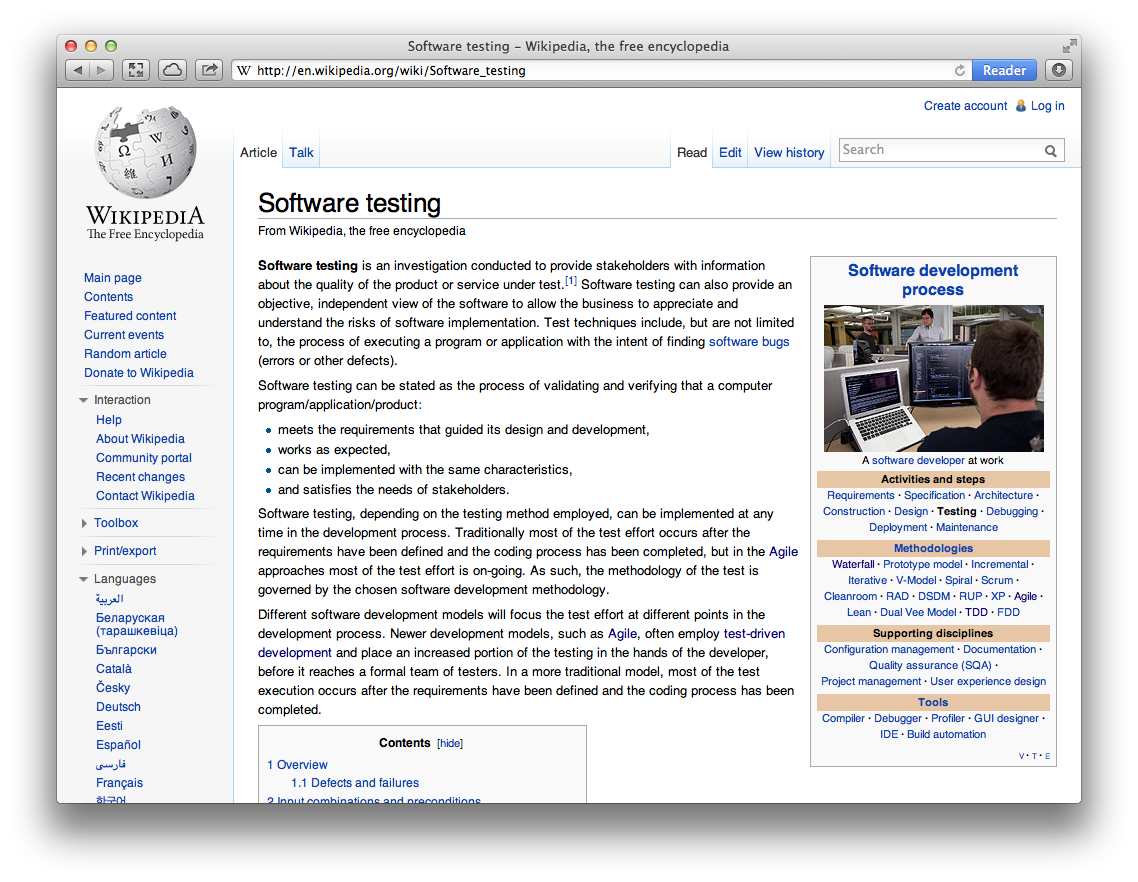 Software testing – Wikipedia, the free encyclopedia
W http://en.wikipedia.org/wiki/Software_testing
Reader
Create account Log in
Article Talk Read Edit View history Search
WIKIPEDIA
The Free Encyclopedia
Main page
Contents
Featured content
Current events
Random article
Donate to Wikipedia
Interaction
Help
About Wikipedia
Community portal
Recent changes
Contact Wikipedia
Toolbox
Print/export
Languages
العربية
Беларуская
(тарашкевіца)
Български
Català
Česky
Deutsch
Eesti
Español
فارسی
Français
한국어
Software testing
From Wikipedia, the free encyclopedia
Software testing is an investigation conducted to provide stakeholders with information
about the quality of the product or service under test.[1] Software testing can also provide an
objective, independent view of the software to allow the business to appreciate and
understand the risks of software implementation. Test techniques include, but are not limited
to, the process of executing a program or application with the intent of finding software bugs
(errors or other defects).
Software testing can be stated as the process of validating and verifying that a computer
program/application/product:
• meets the requirements that guided its design and development,
• works as expected,
• can be implemented with the same characteristics,
• and satisfies the needs of stakeholders.
Software testing, depending on the testing method employed, can be implemented at any
time in the development process. Traditionally most of the test effort occurs after the
requirements have been defined and the coding process has been completed, but in the Agile
approaches most of the test effort is on-going. As such, the methodology of the test is
governed by the chosen software development methodology.
Different software development models will focus the test effort at different points in the
development process. Newer development models, such as Agile, often employ test-driven
development and place an increased portion of the testing in the hands of the developer,
before it reaches a formal team of testers. In a more traditional model, most of the test
execution occurs after the requirements have been defined and the coding process has been
completed.
Contents [hide]
1 Overview
1.1 Defects and failures
2 Input combinations and preconditions
Software development
process
A software developer at work
Activities and steps
Requirements · Specification · Architecture ·
Construction · Design · Testing · Debugging ·
Deployment · Maintenance
Methodologies
Waterfall · Prototype model · Incremental ·
Iterative · V-Model · Spiral · Scrum ·
Cleanroom · RAD · DSDM · RUP · XP · Agile ·
Lean · Dual Vee Model · TDD · FDD
Supporting disciplines
Configuration management · Documentation ·
Quality assurance (SQA) ·
Project management · User experience design
Tools
Compiler · Debugger · Profiler · GUI designer ·
IDE · Build automation
V · T · E